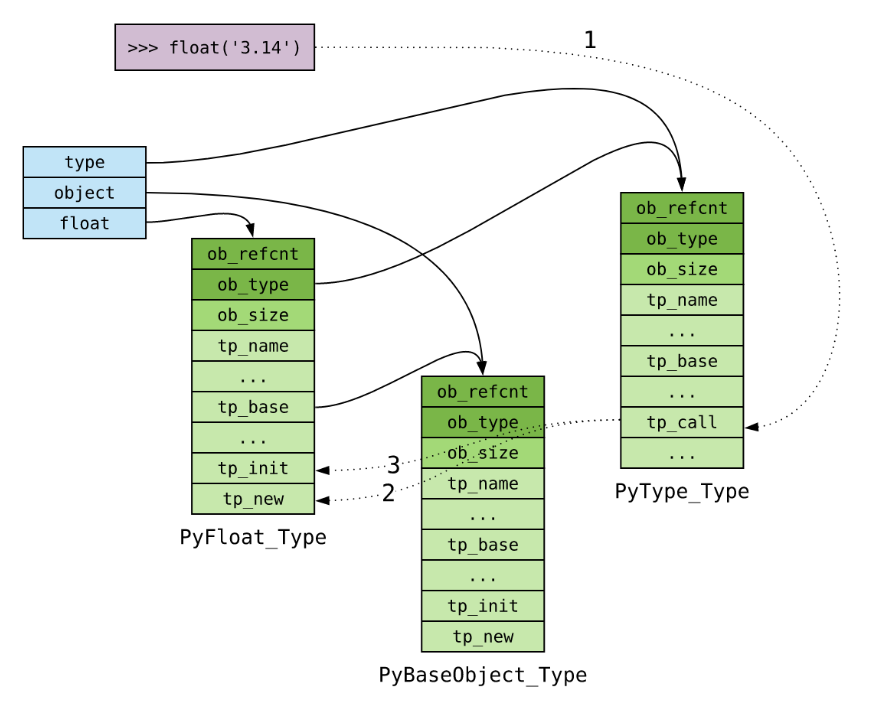 >>> float('3.14')
1
type
object
float
ob_refcnt
ob_type
ob_size
tp_name
...
tp_base
...
tp_init
tp_new
PyFloat_Type
3
2
ob_refcnt
ob_type
ob_size
tp_name
...
tp_base
...
tp_init
tp_new
PyBaseObject_Type
ob_refcnt
ob_type
ob_size
tp_name
...
tp_base
...
tp_call
...
PyType_Type